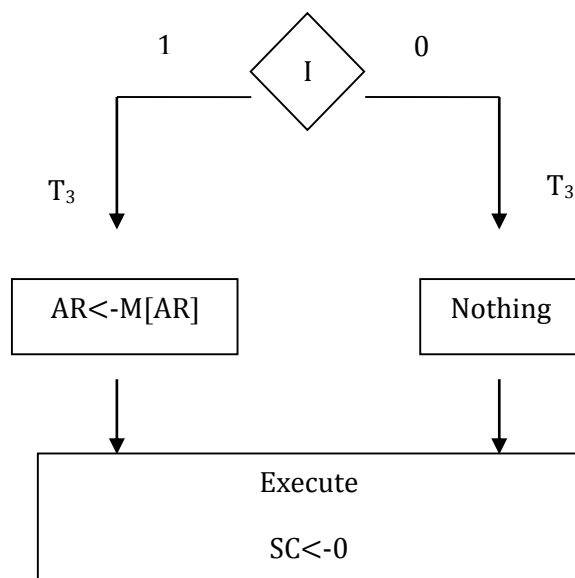 1
I
0
T₃
T₃
AR<-M[AR]
Nothing
Execute
SC<-0